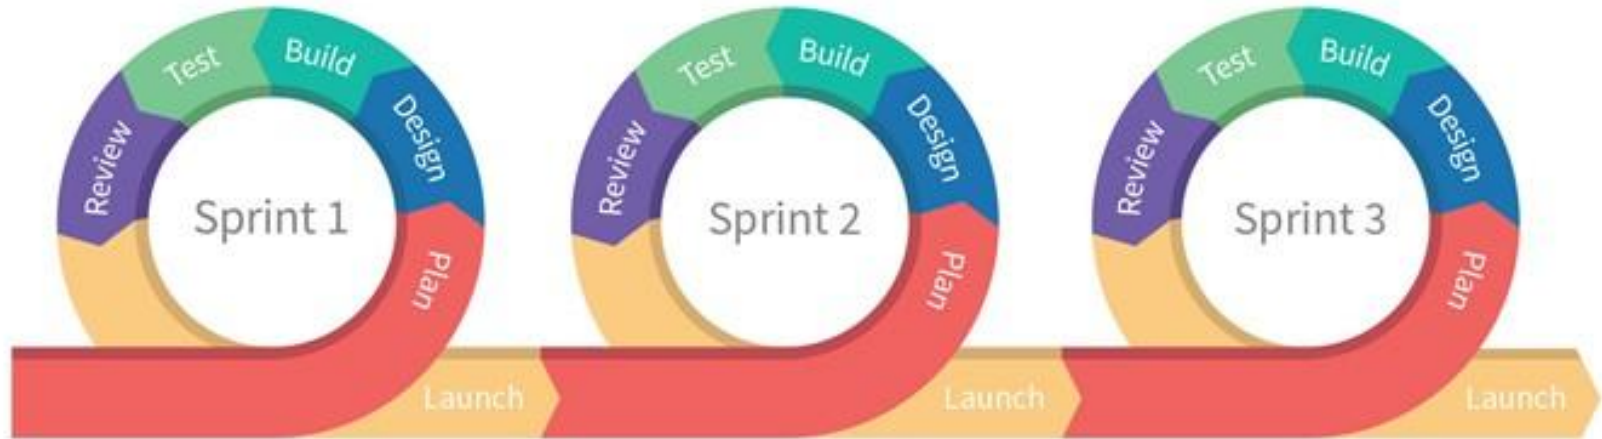 Sprint 1
Plan
Design
Build
Test
Review
Launch
Sprint 2
Plan
Design
Build
Test
Review
Launch
Sprint 3
Plan
Design
Build
Test
Review
Launch